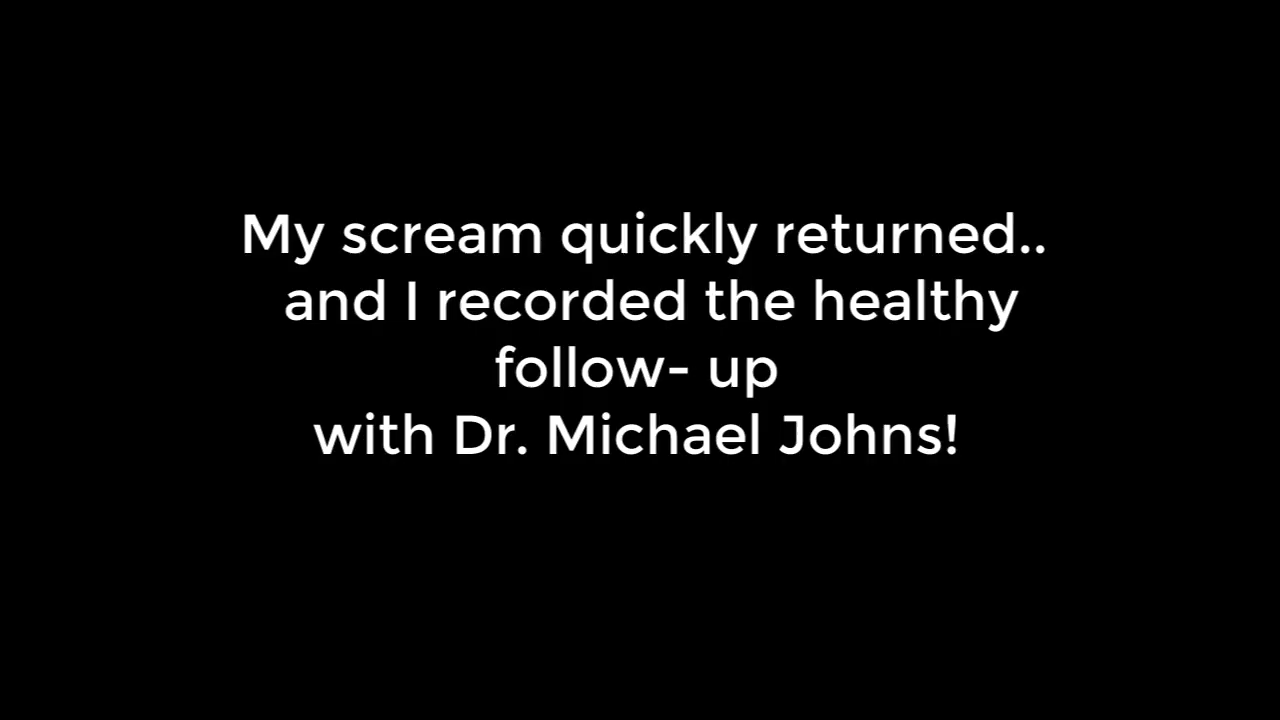 My scream quickly returned..
and I recorded the healthy
follow- up
with Dr. Michael Johns!